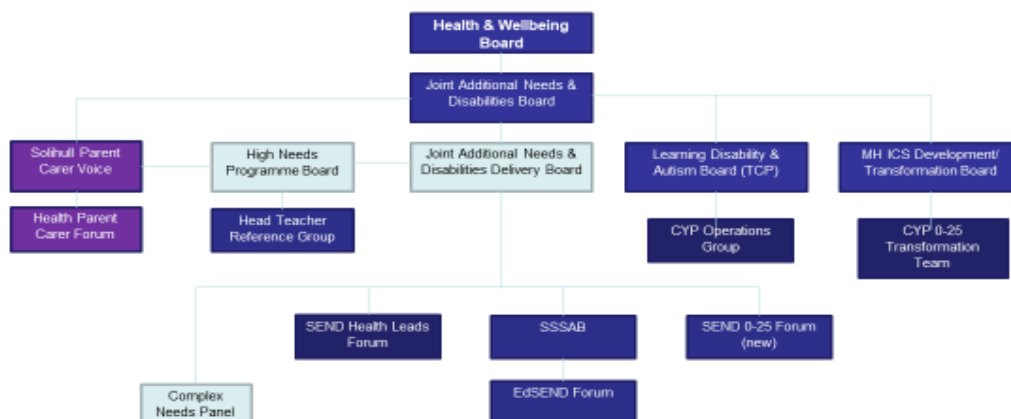 Health & Wellbeing
Board
Joint Additional Needs &
Disabilities Board
Solihull Parent
Carer Voice
High Needs
Programme Board
Joint Additional Needs &
Disabilities Delivery Board
Learning Disability &
Autism Board (TCP)
MH ICS Development/
Transformation Board
Health Parent
Carer Forum
Head Teacher
Reference Group
CYP Operations
Group
CYP 0-25
Transformation
Team
SEND Health Leads
Forum
SSSAB
SEND 0-25 Forum
(new)
Complex
Needs Panel
EdSEND Forum